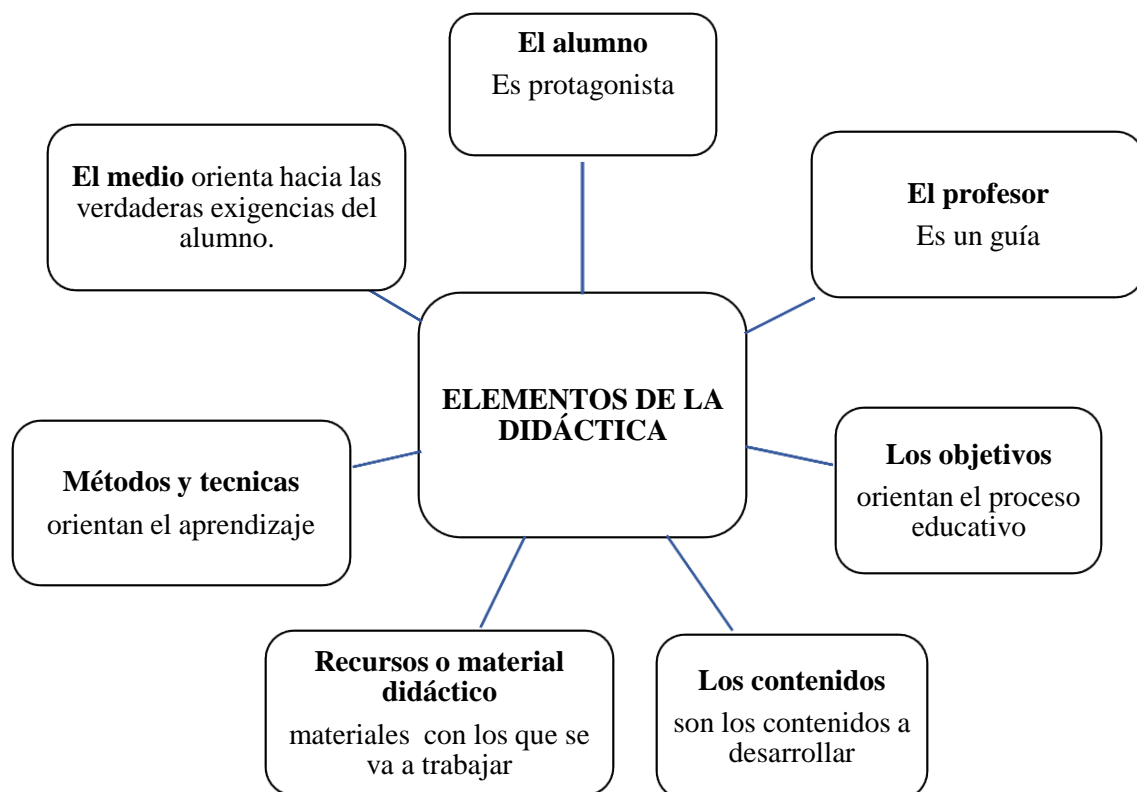 El alumno
Es protagonista
El medio orienta hacia las
verdaderas exigencias del
alumno.
El profesor
Es un guía
ELEMENTOS DE LA
DIDÁCTICA
Métodos y tecnicas
orientan el aprendizaje
Los objetivos
orientan el proceso
educativo
Recursos o material
didáctico
materiales con los que se
va a trabajar
Los contenidos
son los contenidos a
desarrollar